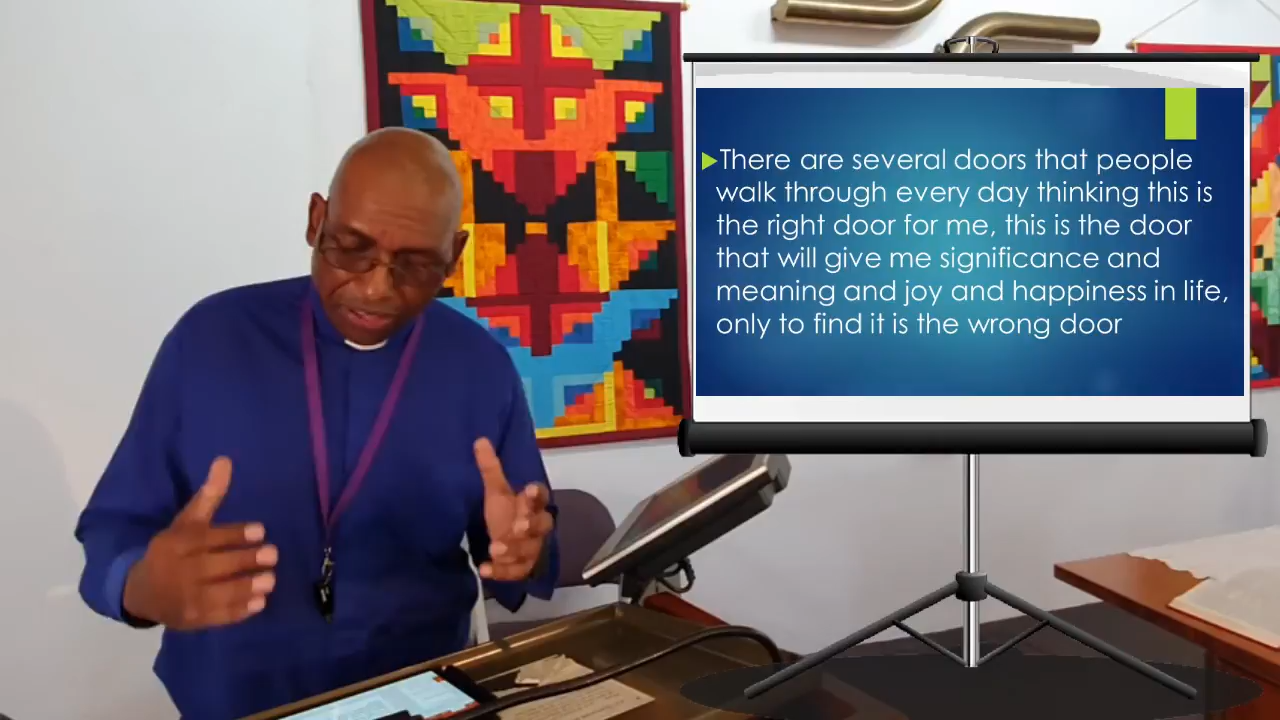 There are several doors that people
walk through every day thinking this is
the right door for me, this is the door
that will give me significance and
meaning and joy and happiness in life,
only to find it is the wrong door